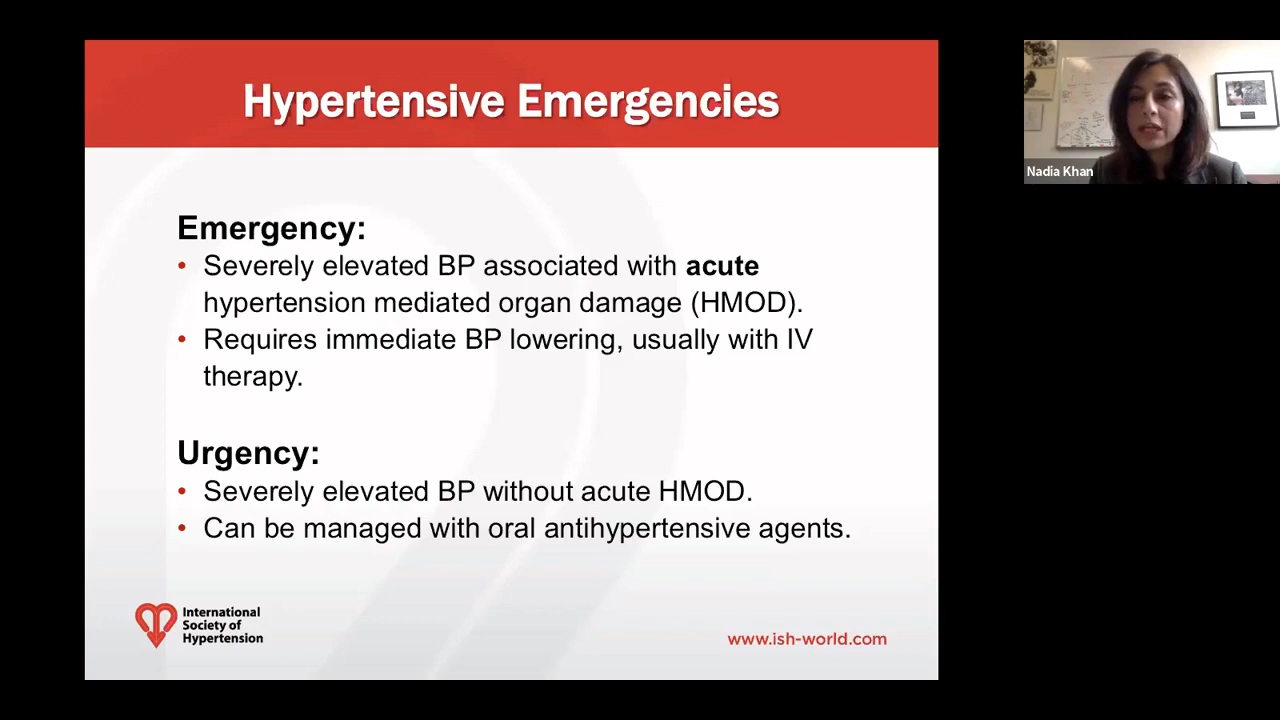 Hypertensive Emergencies
Emergency:
• Severely elevated BP associated with acute
hypertension mediated organ damage (HMOD).
• Requires immediate BP lowering, usually with IV
therapy.
Urgency:
• Severely elevated BP without acute HMOD.
• Can be managed with oral antihypertensive agents.
International
Society of
Hypertension
www.ish-world.com
Nadia Khan